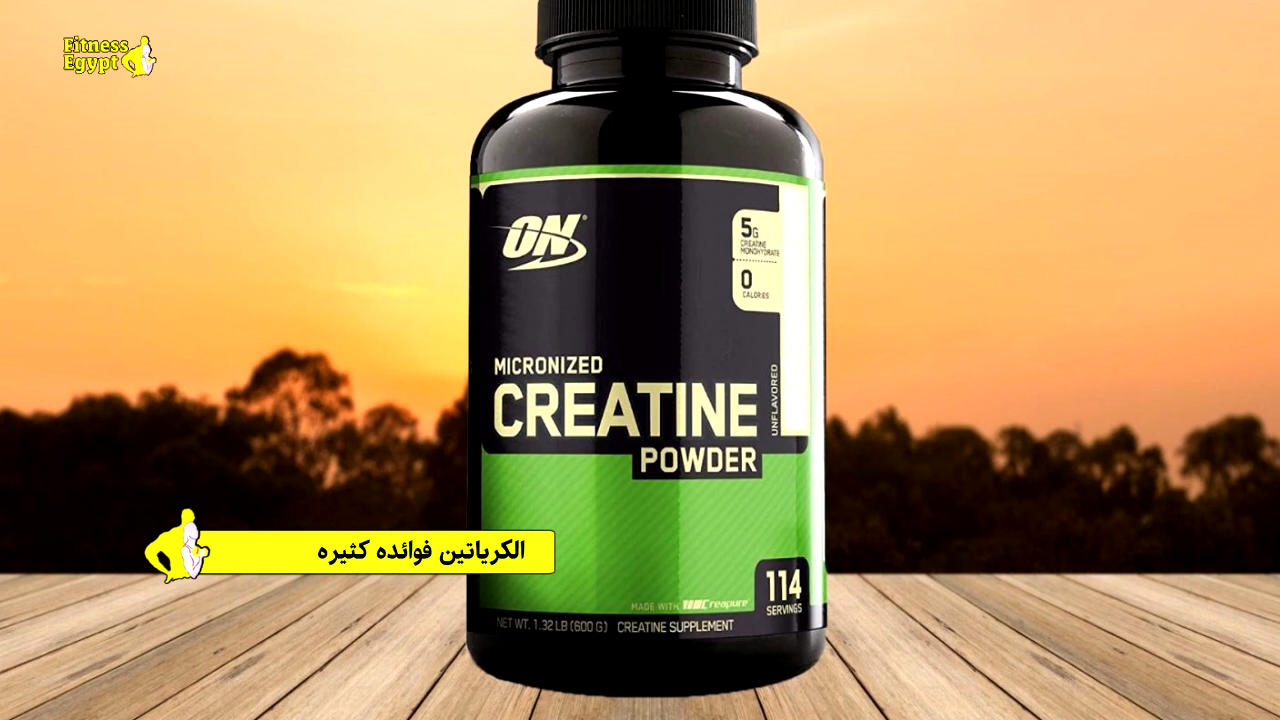 Fitness
Egypt
ON
5G
CREATINE
MONOHYDRATE
0
CALORIES
UNFLAVORED
MICRONIZED
CREATINE
POWDER
الكرياتين فوائده كثيره
114
SERVINGS
MADE WITH Creapure
NET WT. 1.32 LB (600 G) CREATINE SUPPLEMENT